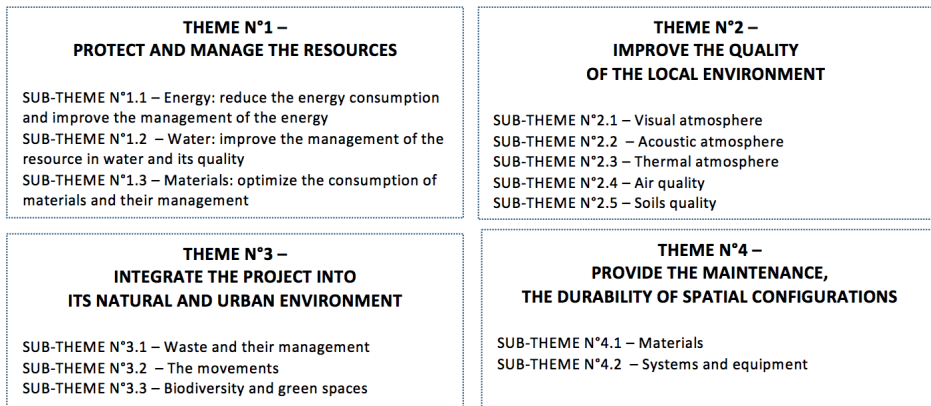 THEME N°1 –
PROTECT AND MANAGE THE RESOURCES
SUB-THEME N°1.1 – Energy: reduce the energy consumption
and improve the management of the energy
SUB-THEME N°1.2 – Water: improve the management of the
resource in water and its quality
SUB-THEME N°1.3 – Materials: optimize the consumption of
materials and their management
THEME N°2 –
IMPROVE THE QUALITY
OF THE LOCAL ENVIRONMENT
SUB-THEME N°2.1 – Visual atmosphere
SUB-THEME N°2.2 – Acoustic atmosphere
SUB-THEME N°2.3 – Thermal atmosphere
SUB-THEME N°2.4 – Air quality
SUB-THEME N°2.5 – Soils quality
THEME N°3 –
INTEGRATE THE PROJECT INTO
ITS NATURAL AND URBAN ENVIRONMENT
SUB-THEME N°3.1 – Waste and their management
SUB-THEME N°3.2 – The movements
SUB-THEME N°3.3 – Biodiversity and green spaces
THEME N°4 –
PROVIDE THE MAINTENANCE,
THE DURABILITY OF SPATIAL CONFIGURATIONS
SUB-THEME N°4.1 – Materials
SUB-THEME N°4.2 – Systems and equipment